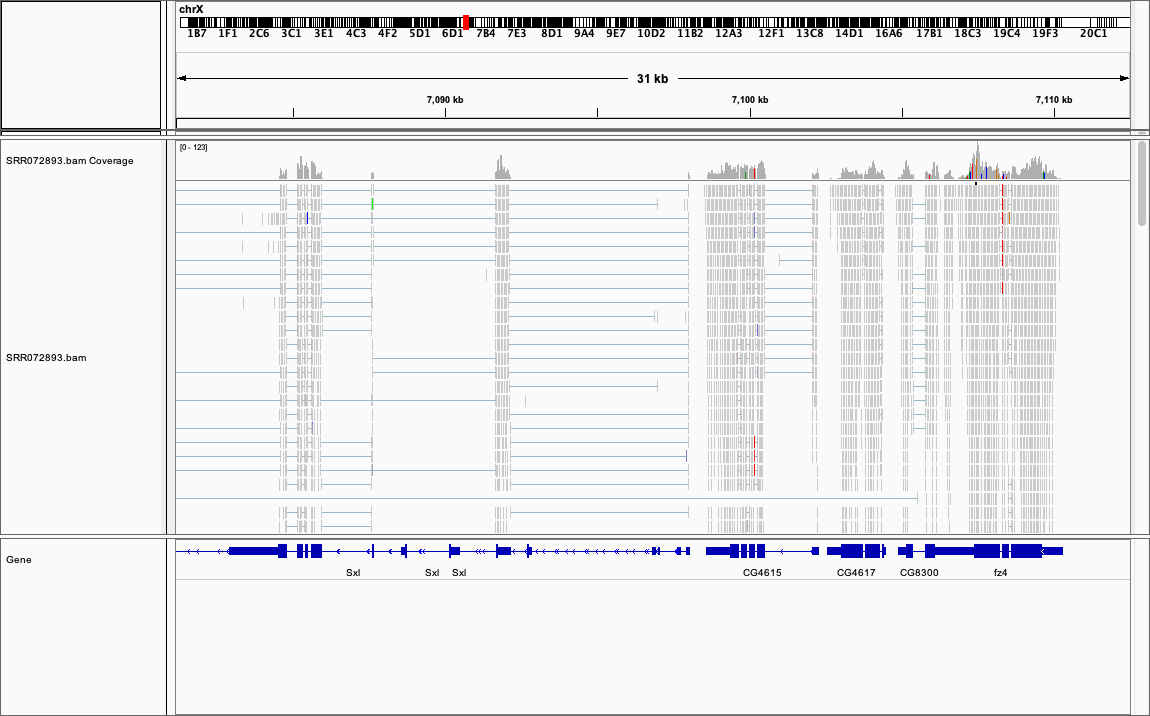 chrX
1B7 1F1 2C6 3C1 3E1 4C3 4F2 5D1 6D1 7B4 7E3 8D1 9A4 9E7 10D2 11B2 12A3 12F1 13C8 14D1 16A6 17B1 18C3 19C4 19F3 20C1
31 kb
7,090 kb 7,100 kb 7,110 kb
[0 - 123]
SRR072893.bam Coverage
SRR072893.bam
Gene
Sxl Sxl Sxl CG4615 CG4617 CG8300 fz4